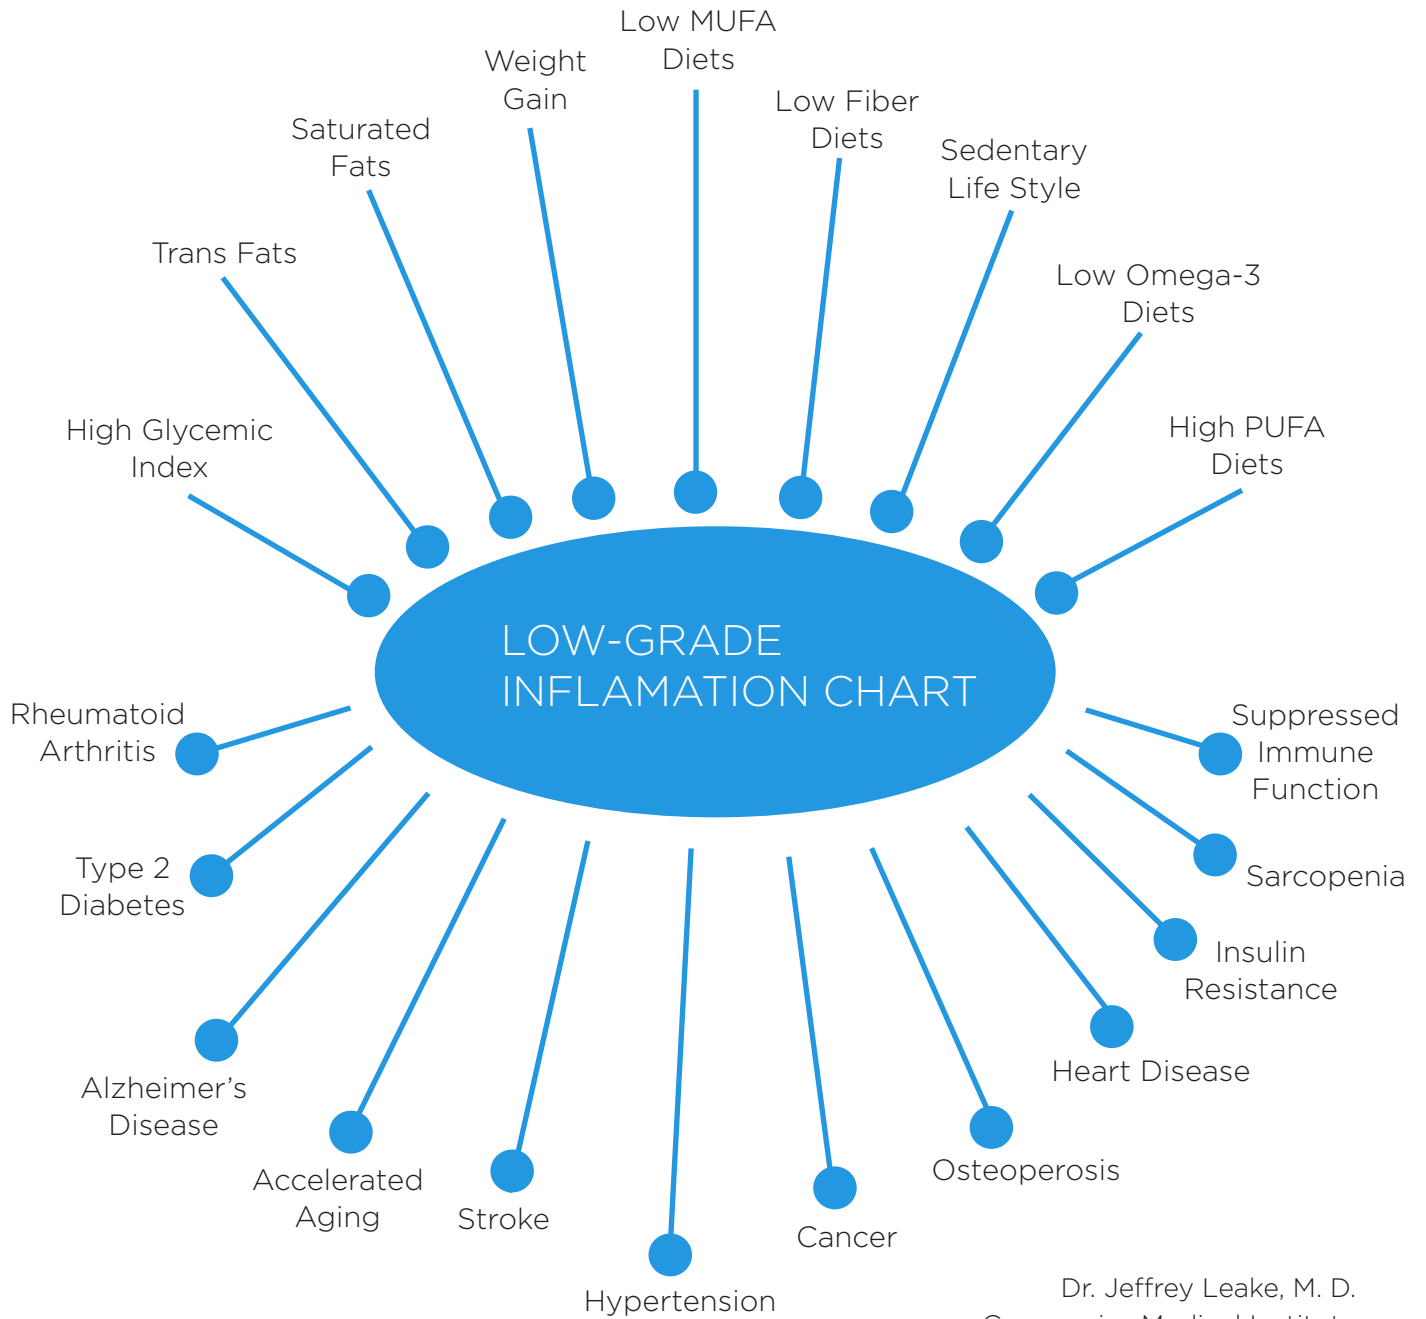 Low MUFA
Diets
Weight
Gain
Low Fiber
Diets
Saturated
Fats
Sedentary
Life Style
Trans Fats
Low Omega-3
Diets
High Glycemic
Index
High PUFA
Diets
LOW-GRADE
INFLAMATION CHART
Rheumatoid
Arthritis
Suppressed
Immune
Function
Type 2
Diabetes
Sarcopenia
Insulin
Resistance
Alzheimer’s
Disease
Heart Disease
Accelerated
Aging
Stroke
Osteoperosis
Cancer
Hypertension
Dr. Jeffrey Leake, M. D.
Medical Institute